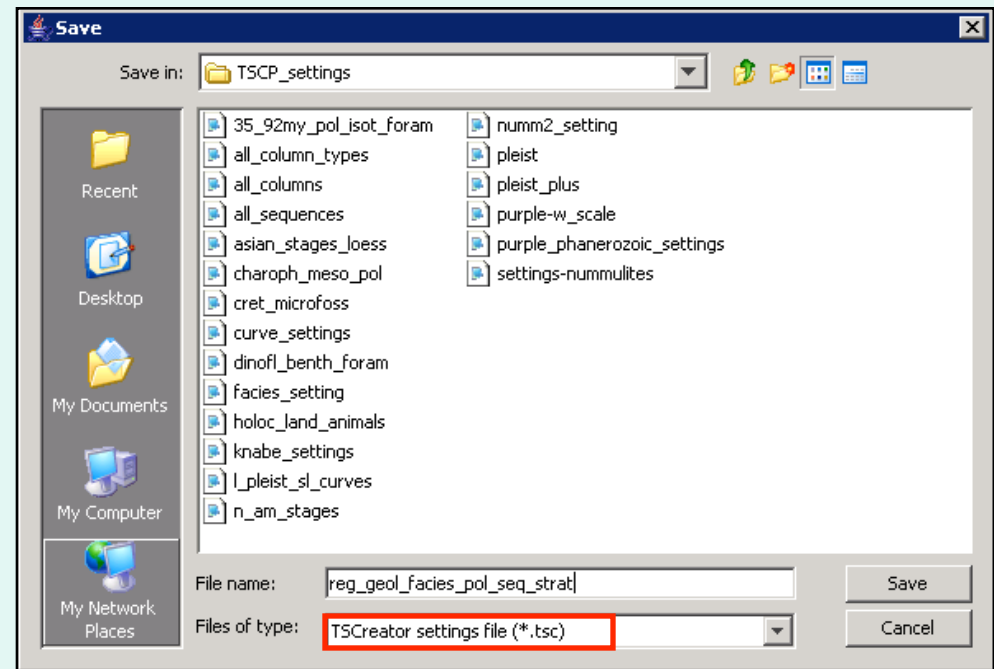 Save
Save in:
TSCP_settings
Recent
Desktop
My Documents
My Computer
My Network
Places
35_92my_pol_isot_foram
all_column_types
all_columns
all_sequences
asian_stages_loess
charoph_meso_pol
cret_microfoss
curve_settings
dinofl_benth_foram
facies_setting
holoc_land_animals
knabe_settings
l_pleist_sl_curves
n_am_stages
numm2_setting
pleist
pleist_plus
purple-w_scale
purple_phanerozoic_settings
settings-nummulites
File name:
reg_geol_facies_pol_seq_strat
Save
Files of type:
TSCreator settings file (*.tsc)
Cancel